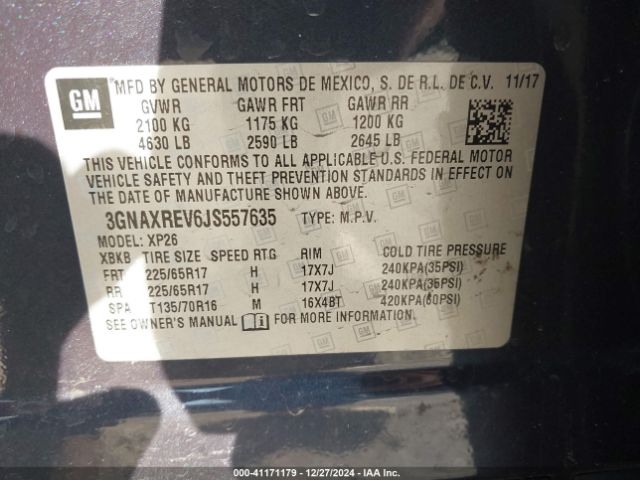 GM
MFD BY GENERAL MOTORS DE MEXICO, S. DE R.L. DE C.V. 11/17
GVWR GAWR FRT GAWR RR
2100 KG 1175 KG 1200 KG
4630 LB 2590 LB 2645 LB
THIS VEHICLE CONFORMS TO ALL APPLICABLE U.S. FEDERAL MOTOR
VEHICLE SAFETY AND THEFT PREVENTION STANDARDS IN EFFECT ON
THE DATE OF MANUFACTURE SHOWN ABOVE.
3GNAXREV6JS557635 TYPE: M.P.V.
MODEL: XP26
XBKB TIRE SIZE SPEED RTG RIM COLD TIRE PRESSURE
FRT 225/65R17 H 17X7J 240KPA(35PSI)
RR 225/65R17 H 17X7J 240KPA(35PSI)
SPA T135/70R16 M 16X4BT 420KPA(60PSI)
SEE OWNER'S MANUAL FOR MORE INFORMATION.
© 00-41171179 - 12/27/2024 - IAA Inc.